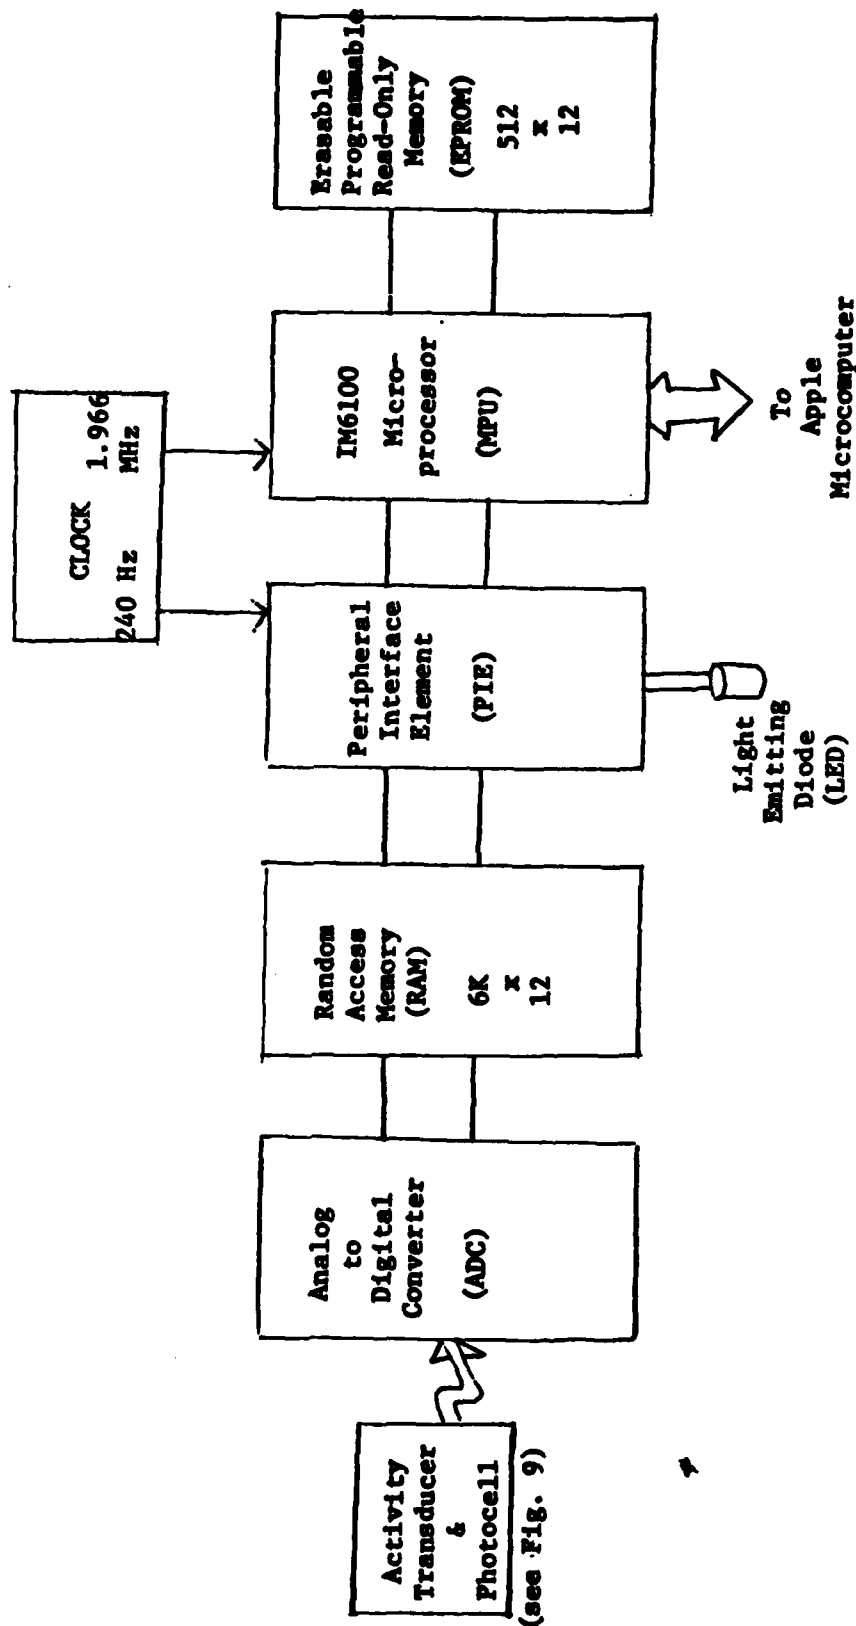 CLOCK
240 Hz 1.966
MHz
Activity
Transducer
&
Photocell
(see Fig. 9)
Analog
to
Digital
Converter
(ADC)
Random
Access
Memory
(RAM)
6K
x
12
Peripheral
Interface
Element
(PIE)
IM6100
Micro-
processor
(MPU)
Erasable
Programmable
Read-Only
Memory
(EPROM)
512
x
12
Light
Emitting
Diode
(LED)
To
Apple
Microcomputer